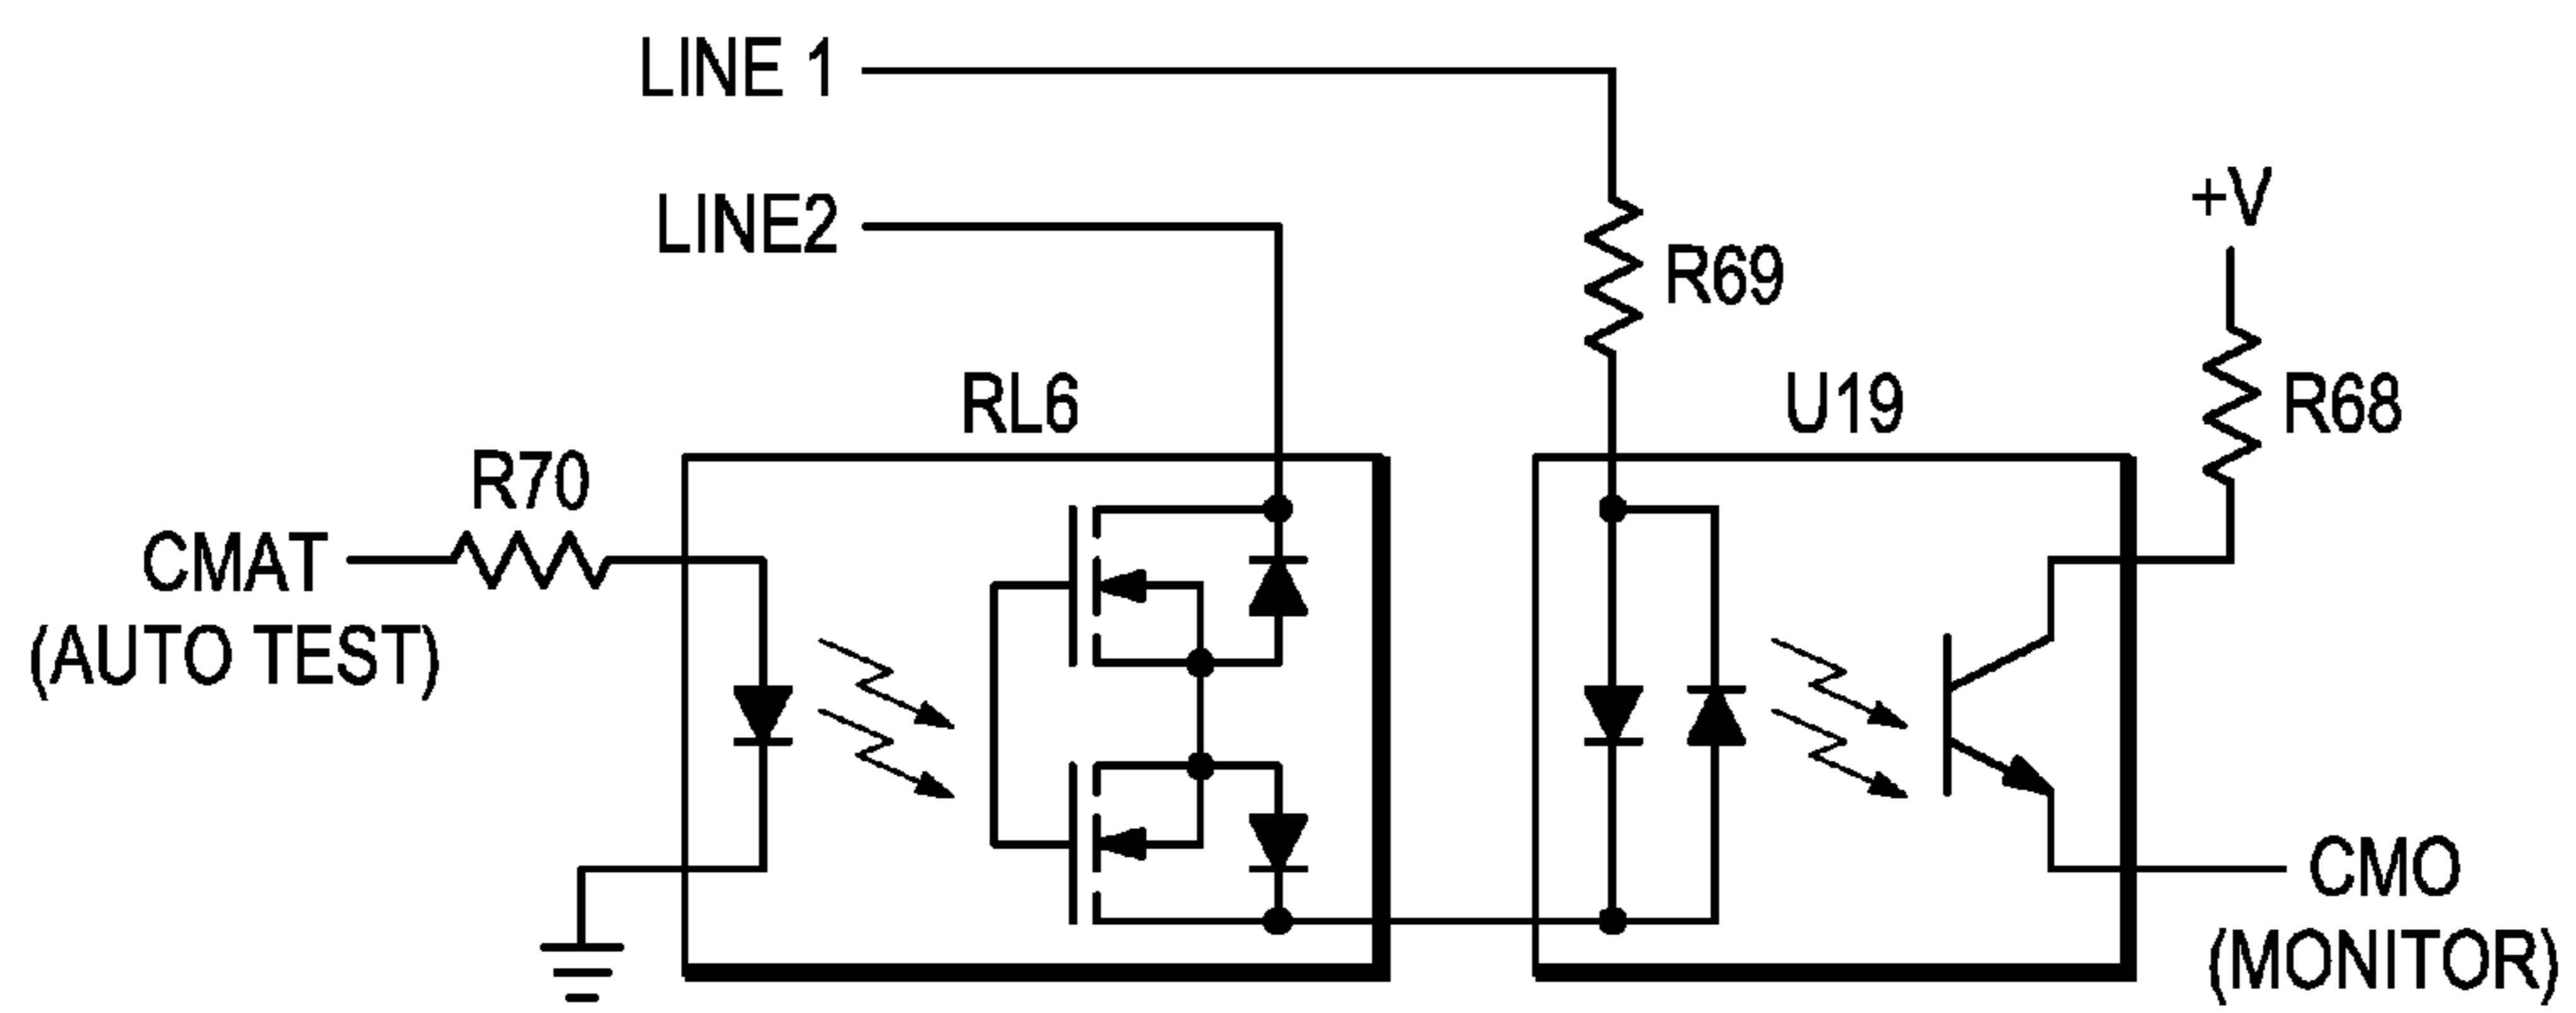 LINE 1
LINE2
+V
R69
RL6
U19
R68
R70
CMAT
(AUTO TEST)
CMO
(MONITOR)